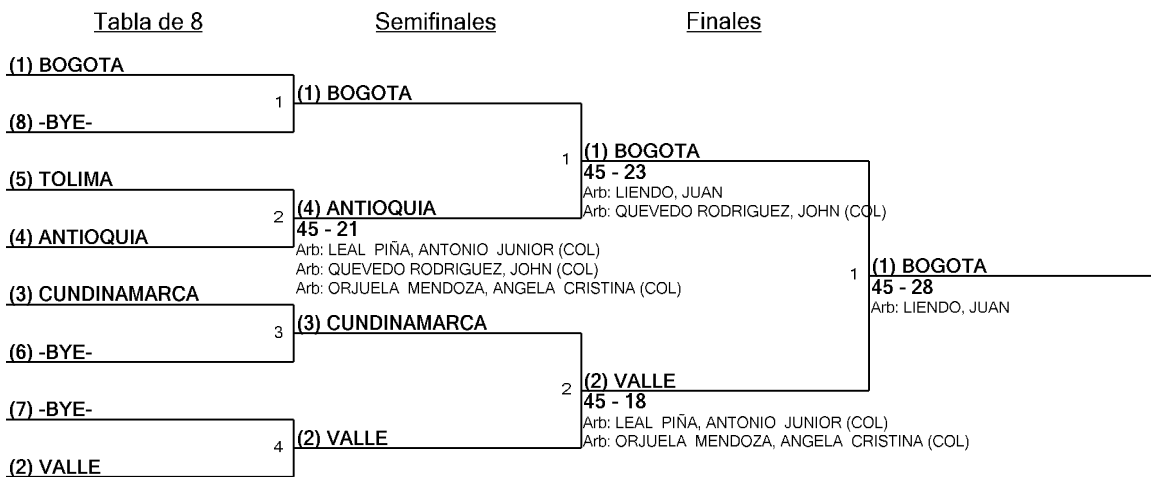 Tabla de 8
Semifinales
Finales
(1) BOGOTA
(8) -BYE-
(5) TOLIMA
(4) ANTIOQUIA
(3) CUNDINAMARCA
(6) -BYE-
(7) -BYE-
(2) VALLE
1
2
3
4
(1) BOGOTA
(4) ANTIOQUIA
45 - 21
Arb: LEAL PIÑA, ANTONIO JUNIOR (COL)
Arb: QUEVEDO RODRIGUEZ, JOHN (COL)
Arb: ORJUELA MENDOZA, ANGELA CRISTINA (COL)
(3) CUNDINAMARCA
(2) VALLE
1
2
(1) BOGOTA
45 - 23
Arb: LIENDO, JUAN
Arb: QUEVEDO RODRIGUEZ, JOHN (COL)
(2) VALLE
45 - 18
Arb: LEAL PIÑA, ANTONIO JUNIOR (COL)
Arb: ORJUELA MENDOZA, ANGELA CRISTINA (COL)
1
(1) BOGOTA
45 - 28
Arb: LIENDO, JUAN